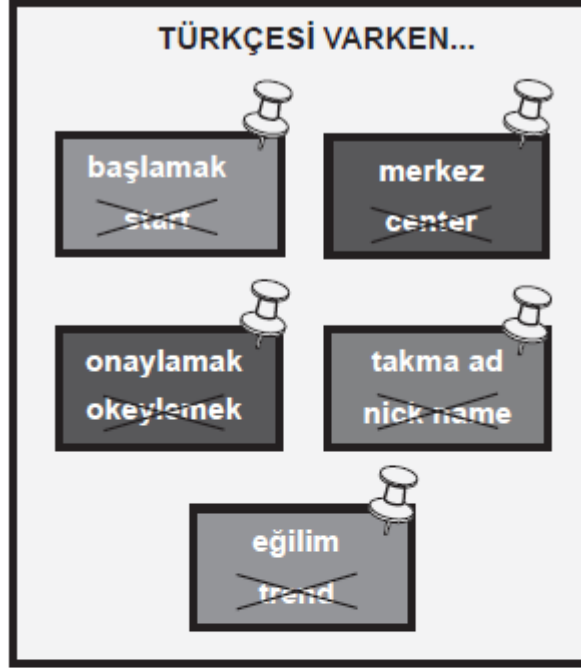 TÜRKÇESİ VARKEN...
başlamak
start
merkez
center
onaylamak
okeylemek
takma ad
nick name
eğilim
trend